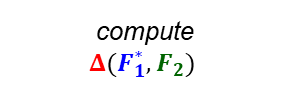 compute
Δ(F₁*, F₂)